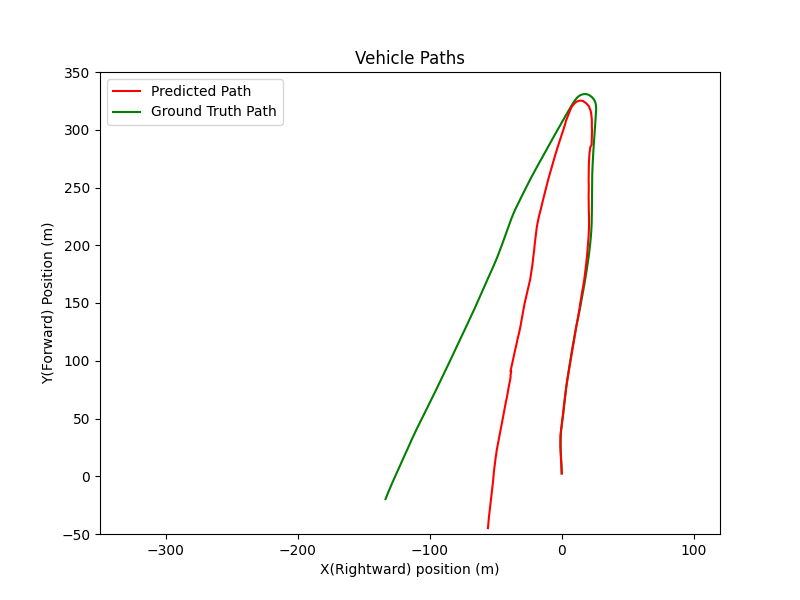 Vehicle Paths
Predicted Path
Ground Truth Path
350
300
250
200
150
100
50
0
−50
Y(Forward) Position (m)
−300
−200
−100
0
100
X(Rightward) position (m)